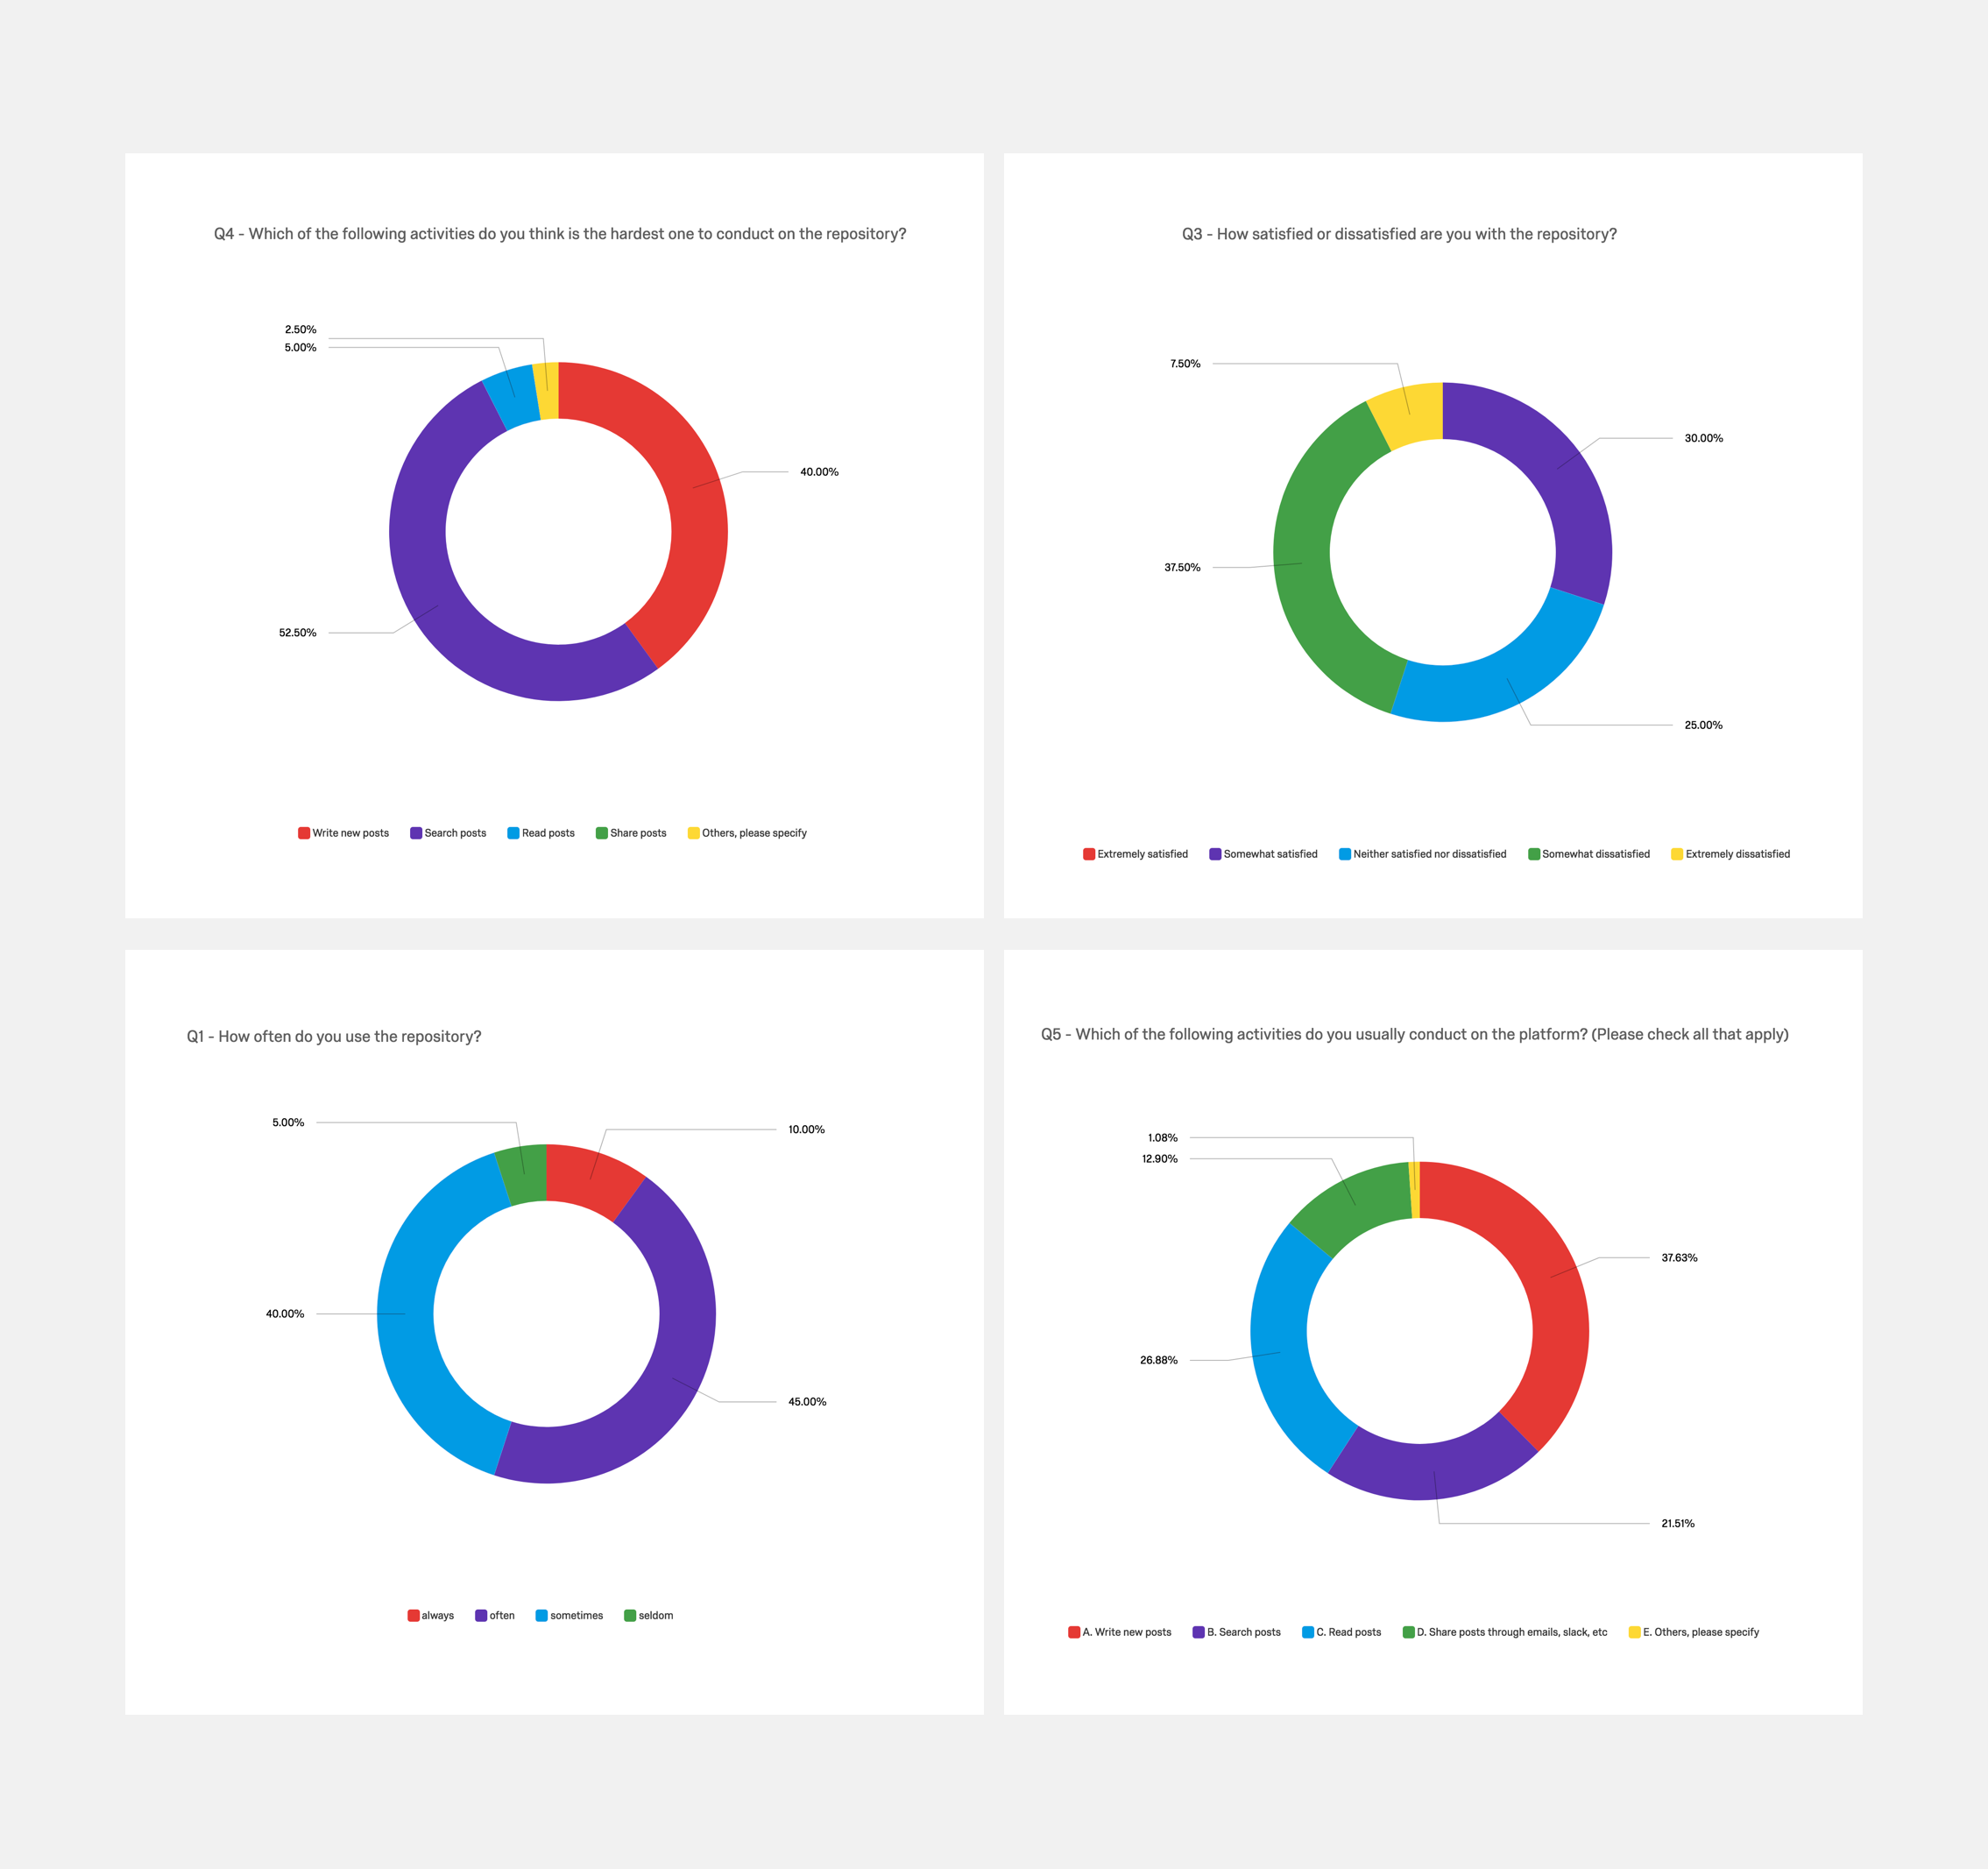 Q4 - Which of the following activities do you think is the hardest one to conduct on the repository?
2.50%
5.00%
40.00%
52.50%
Write new posts Search posts Read posts Share posts Others, please specify
Q3 - How satisfied or dissatisfied are you with the repository?
7.50%
30.00%
37.50%
25.00%
Extremely satisfied Somewhat satisfied Neither satisfied nor dissatisfied Somewhat dissatisfied Extremely dissatisfied
Q1 - How often do you use the repository?
5.00%
10.00%
40.00%
45.00%
always often sometimes seldom
Q5 - Which of the following activities do you usually conduct on the platform? (Please check all that apply)
1.08%
12.90%
37.63%
26.88%
21.51%
A. Write new posts B. Search posts C. Read posts D. Share posts through emails, slack, etc E. Others, please specify